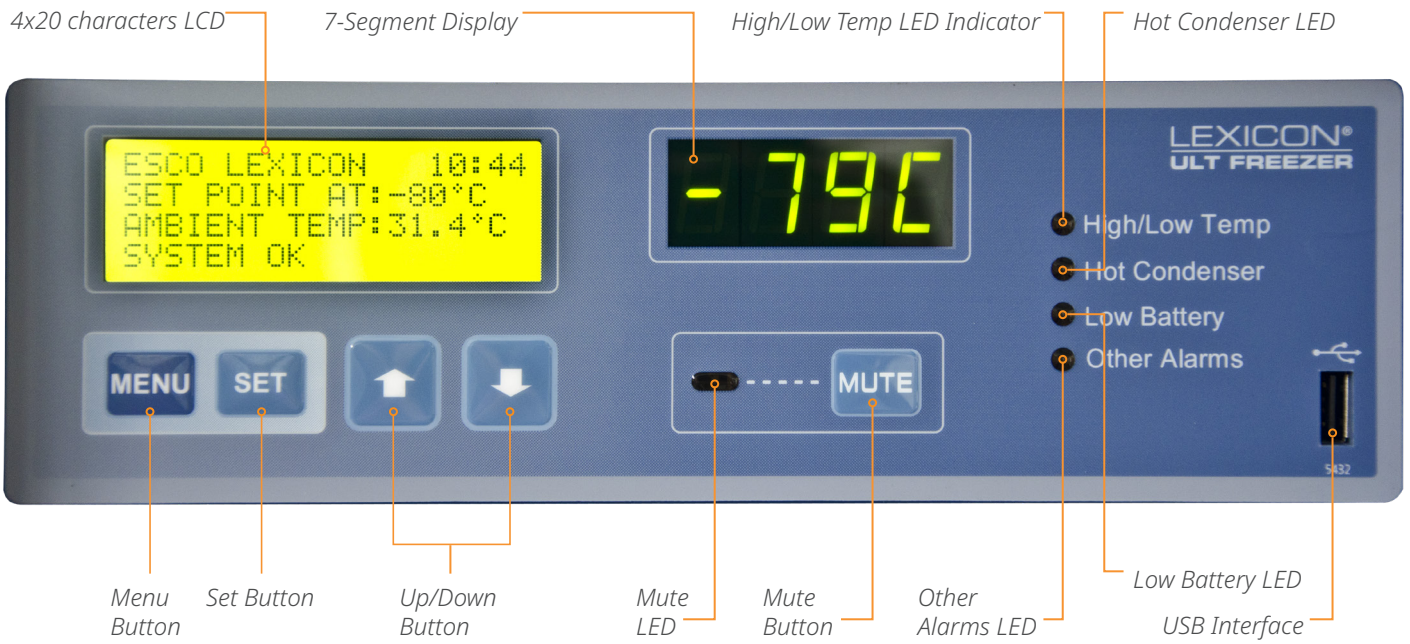 4x20 characters LCD
7-Segment Display
High/Low Temp LED Indicator
Hot Condenser LED
ESCO LEXICON 10:44
SET POINT AT:-80°C
AMBIENT TEMP:31.4°C
SYSTEM OK
-79C
LEXICON®
ULT FREEZER
High/Low Temp
Hot Condenser
Low Battery
Other Alarms
MENU
SET
MUTE
5432
Menu
Button
Set Button
Up/Down
Button
Mute
LED
Mute
Button
Other
Alarms LED
Low Battery LED
USB Interface